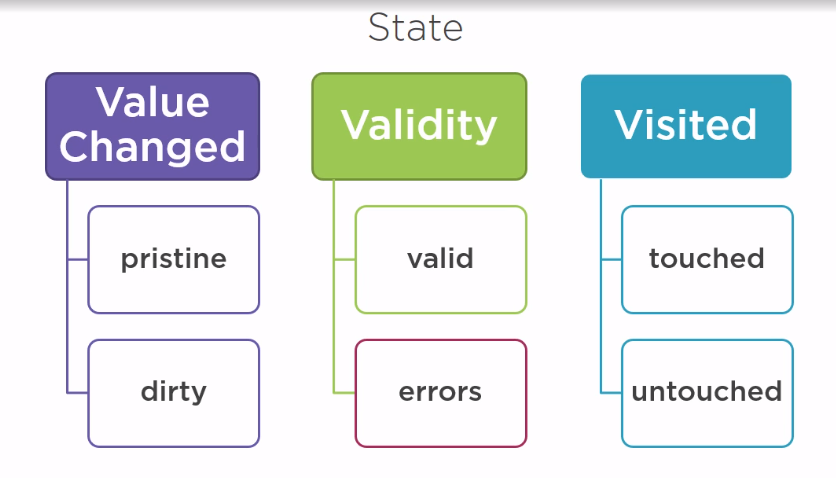 State
Value
Changed
Validity
Visited
pristine
valid
touched
dirty
errors
untouched